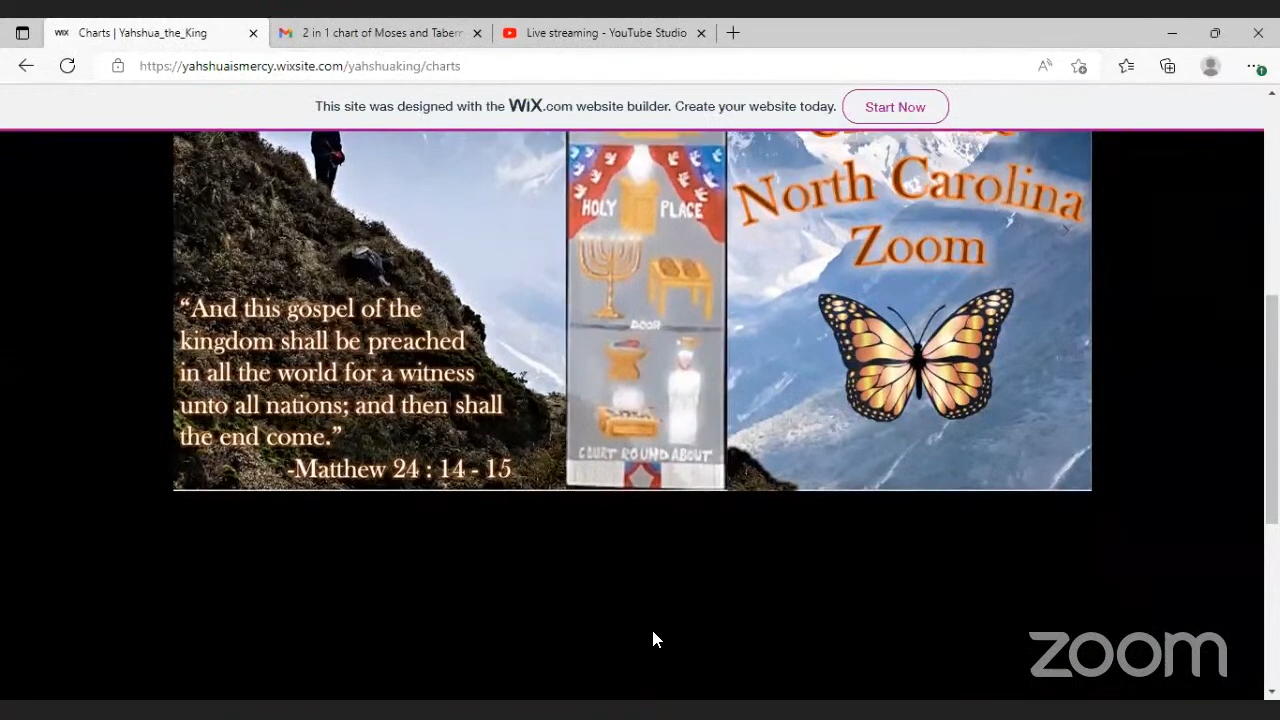 Charts | Yahshua_the_King
2 in 1 chart of Moses and Tabern
Live streaming - YouTube Studio
https://yahshuaismercy.wixsite.com/yahshuaking/charts
This site was designed with the WiX.com website builder. Create your website today.
Start Now
North Carolina
Zoom
HOLY PLACE
DOOR
COURT ROUND ABOUT
“And this gospel of the
kingdom shall be preached
in all the world for a witness
unto all nations; and then shall
the end come.”
-Matthew 24 : 14 - 15
zoom